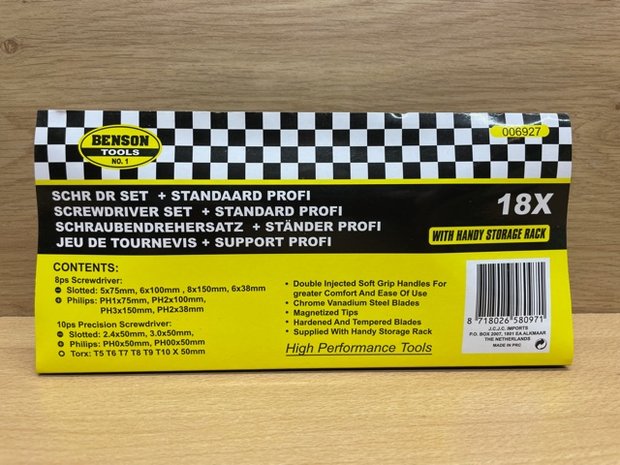 BENSON
TOOLS
NO. 1
006927
SCHR DR SET + STANDAARD PROFI
SCREWDRIVER SET + STANDARD PROFI
SCHRAUBENDREHERSATZ + STÄNDER PROFI
JEU DE TOURNEVIS + SUPPORT PROFI
18X
WITH HANDY STORAGE RACK
CONTENTS:
8ps Screwdriver:
Slotted: 5x75mm, 6x100mm , 8x150mm, 6x38mm
Philips: PH1x75mm, PH2x100mm,
PH3x150mm, PH2x38mm
10ps Precision Screwdriver:
Slotted: 2.4x50mm, 3.0x50mm,
Philips: PH0x50mm, PH00x50mm
Torx: T5 T6 T7 T8 T9 T10 X 50mm
• Double Injected Soft Grip Handles For
greater Comfort And Ease Of Use
• Chrome Vanadium Steel Blades
• Magnetized Tips
• Hardened And Tempered Blades
• Supplied With Handy Storage Rack
High Performance Tools
8 718026 580971
J.C.J.C. IMPORTS
P.O. BOX 2007, 1801 EA ALKMAAR
THE NETHERLANDS
MADE IN PRC